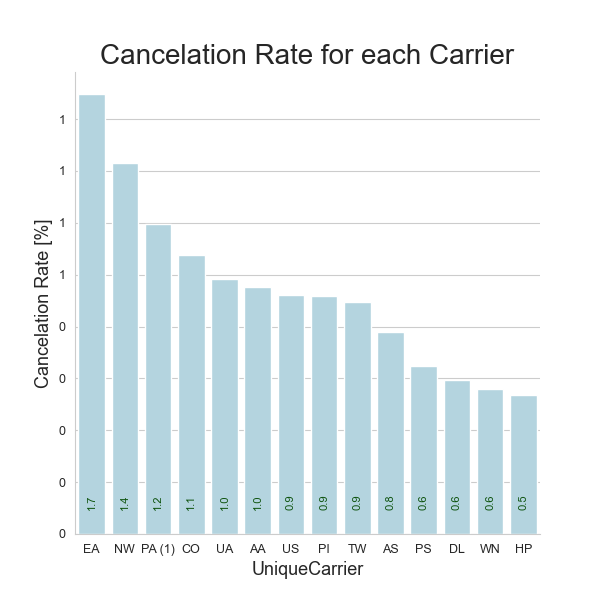 Cancelation Rate for each Carrier
Cancelation Rate [%]
1
1
1
1
0
0
0
0
0
1.7 1.4 1.2 1.1 1.0 1.0 0.9 0.9 0.9 0.8 0.6 0.6 0.6 0.5
EA NW PA (1) CO UA AA US PI TW AS PS DL WN HP
UniqueCarrier